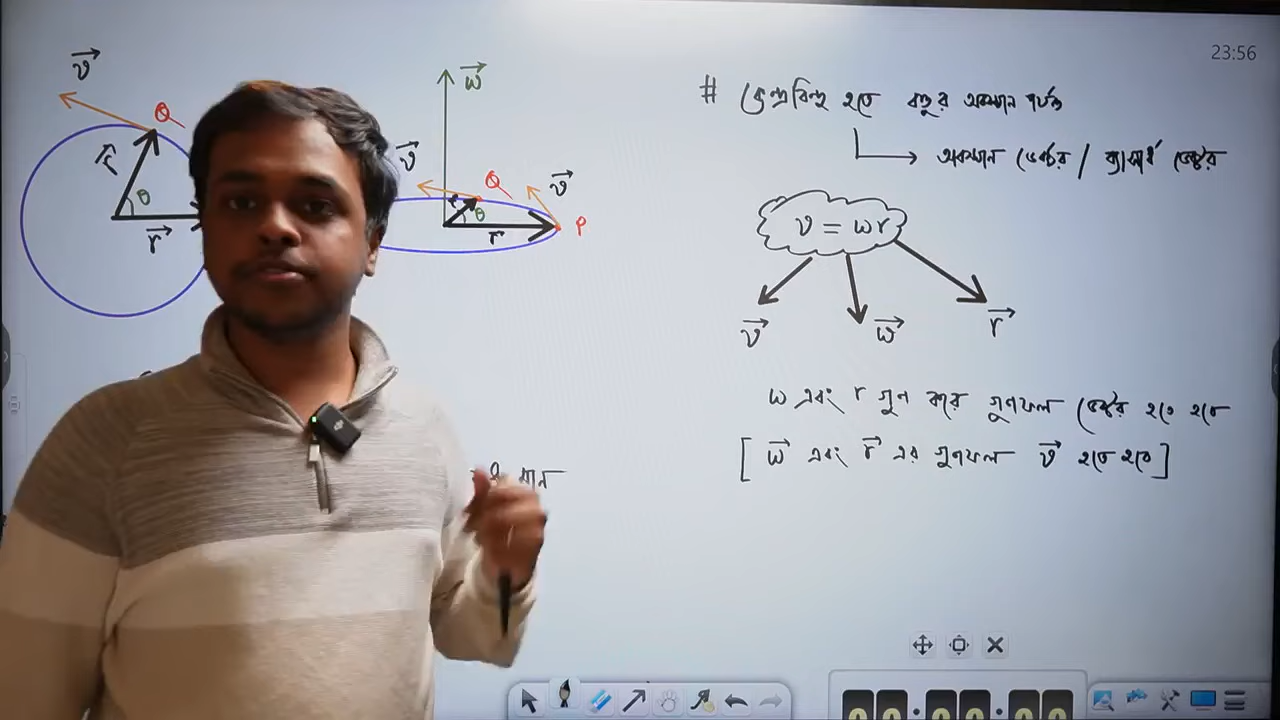 23:56
# কেন্দ্রবিন্দু হতে বস্তুর অবস্থান পর্যন্ত
অবস্থান ভেক্টর / ব্যাসার্ধ ভেক্টর
v = ωr
v⃗ ω⃗ r⃗
ω এবং r গুন করে গুনফল ভেক্টর হতে হবে
[ ω⃗ এবং r⃗ এর গুনফল v⃗ হতে হবে ]
v⃗
Q
r⃗
θ
r⃗
ω⃗
v⃗
Q
v⃗
r
θ
r⃗
P
মান